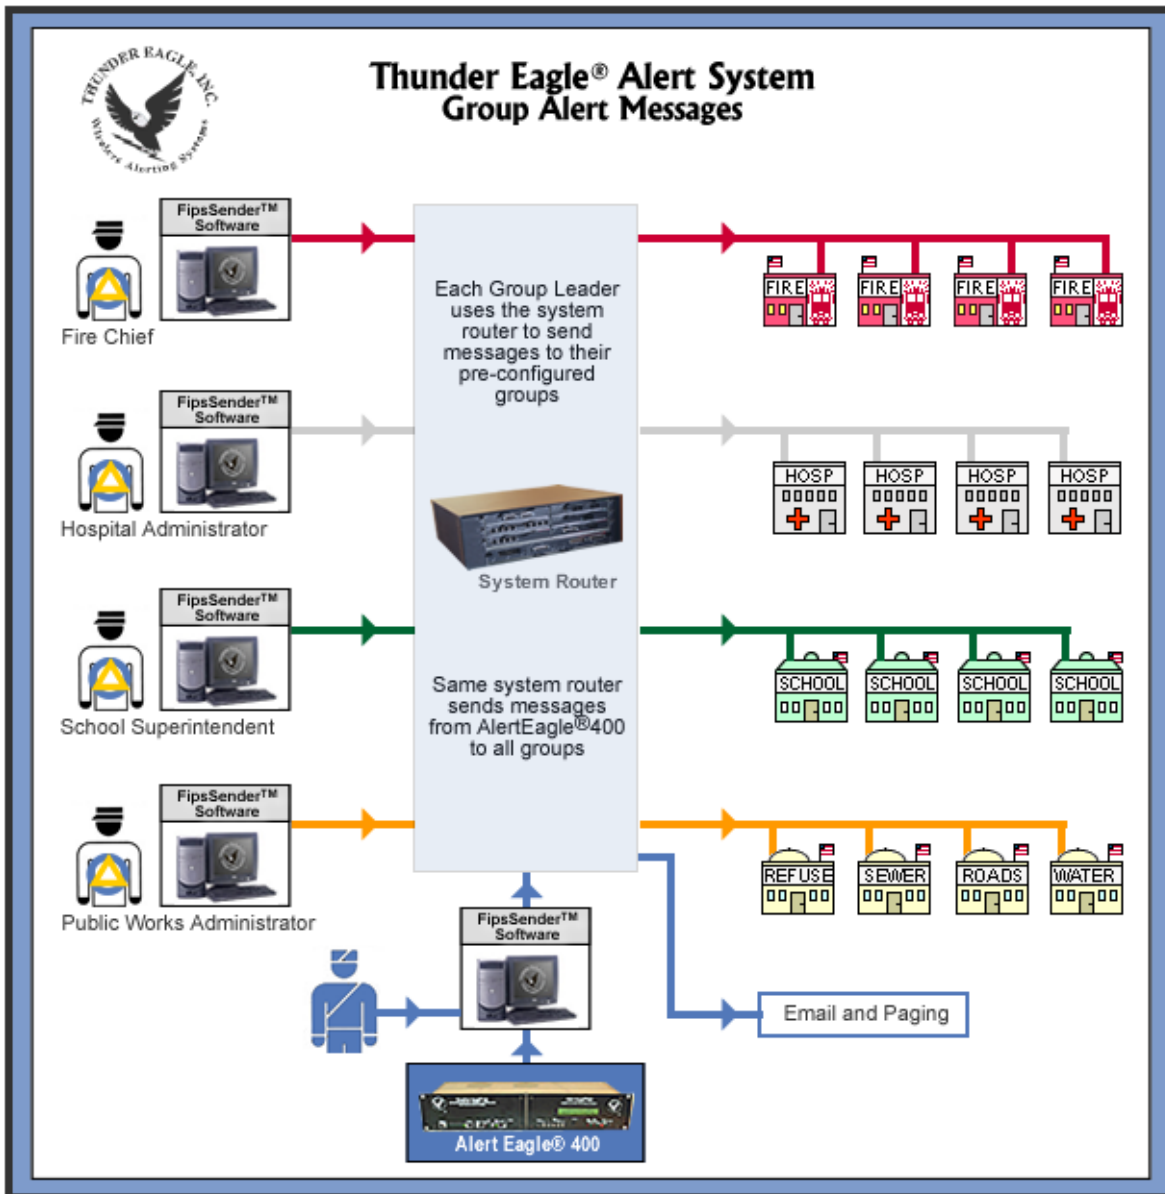 THUNDER EAGLE, INC.
Wireless Alerting Systems
Thunder Eagle® Alert System
Group Alert Messages
FipsSender™
Software
Fire Chief
Each Group Leader
uses the system
router to send
messages to their
pre-configured
groups
FIRE
FIRE
FIRE
FIRE
FipsSender™
Software
Hospital Administrator
HOSP
HOSP
HOSP
HOSP
System Router
FipsSender™
Software
School Superintendent
Same system router
sends messages
from AlertEagle®400
to all groups
SCHOOL
SCHOOL
SCHOOL
SCHOOL
FipsSender™
Software
Public Works Administrator
REFUSE
SEWER
ROADS
WATER
FipsSender™
Software
Email and Paging
Alert Eagle® 400